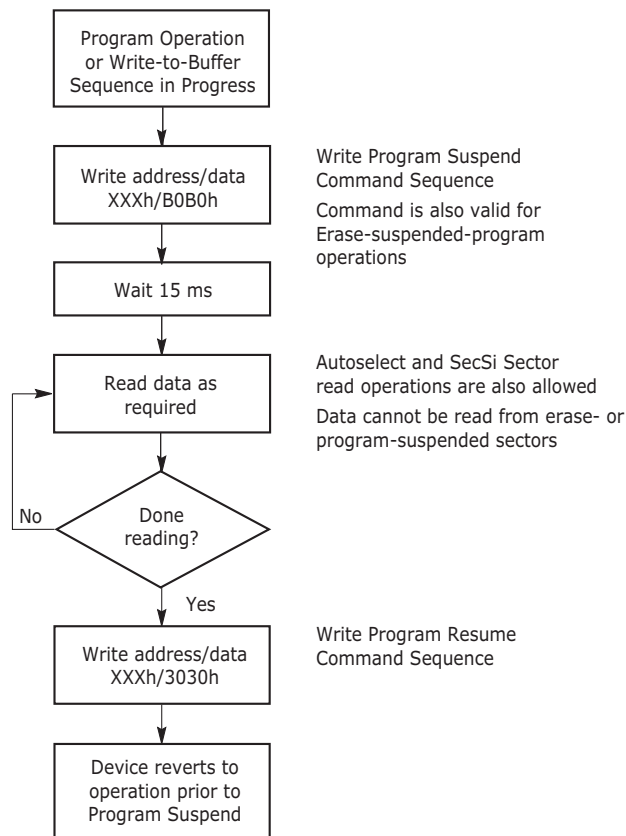 Program Operation
or Write-to-Buffer
Sequence in Progress
Write address/data
XXXh/B0B0h
Write Program Suspend
Command Sequence
Command is also valid for
Erase-suspended-program
operations
Wait 15 ms
Read data as
required
Autoselect and SecSi Sector
read operations are also allowed
Data cannot be read from erase- or
program-suspended sectors
Done
reading?
No
Yes
Write address/data
XXXh/3030h
Write Program Resume
Command Sequence
Device reverts to
operation prior to
Program Suspend